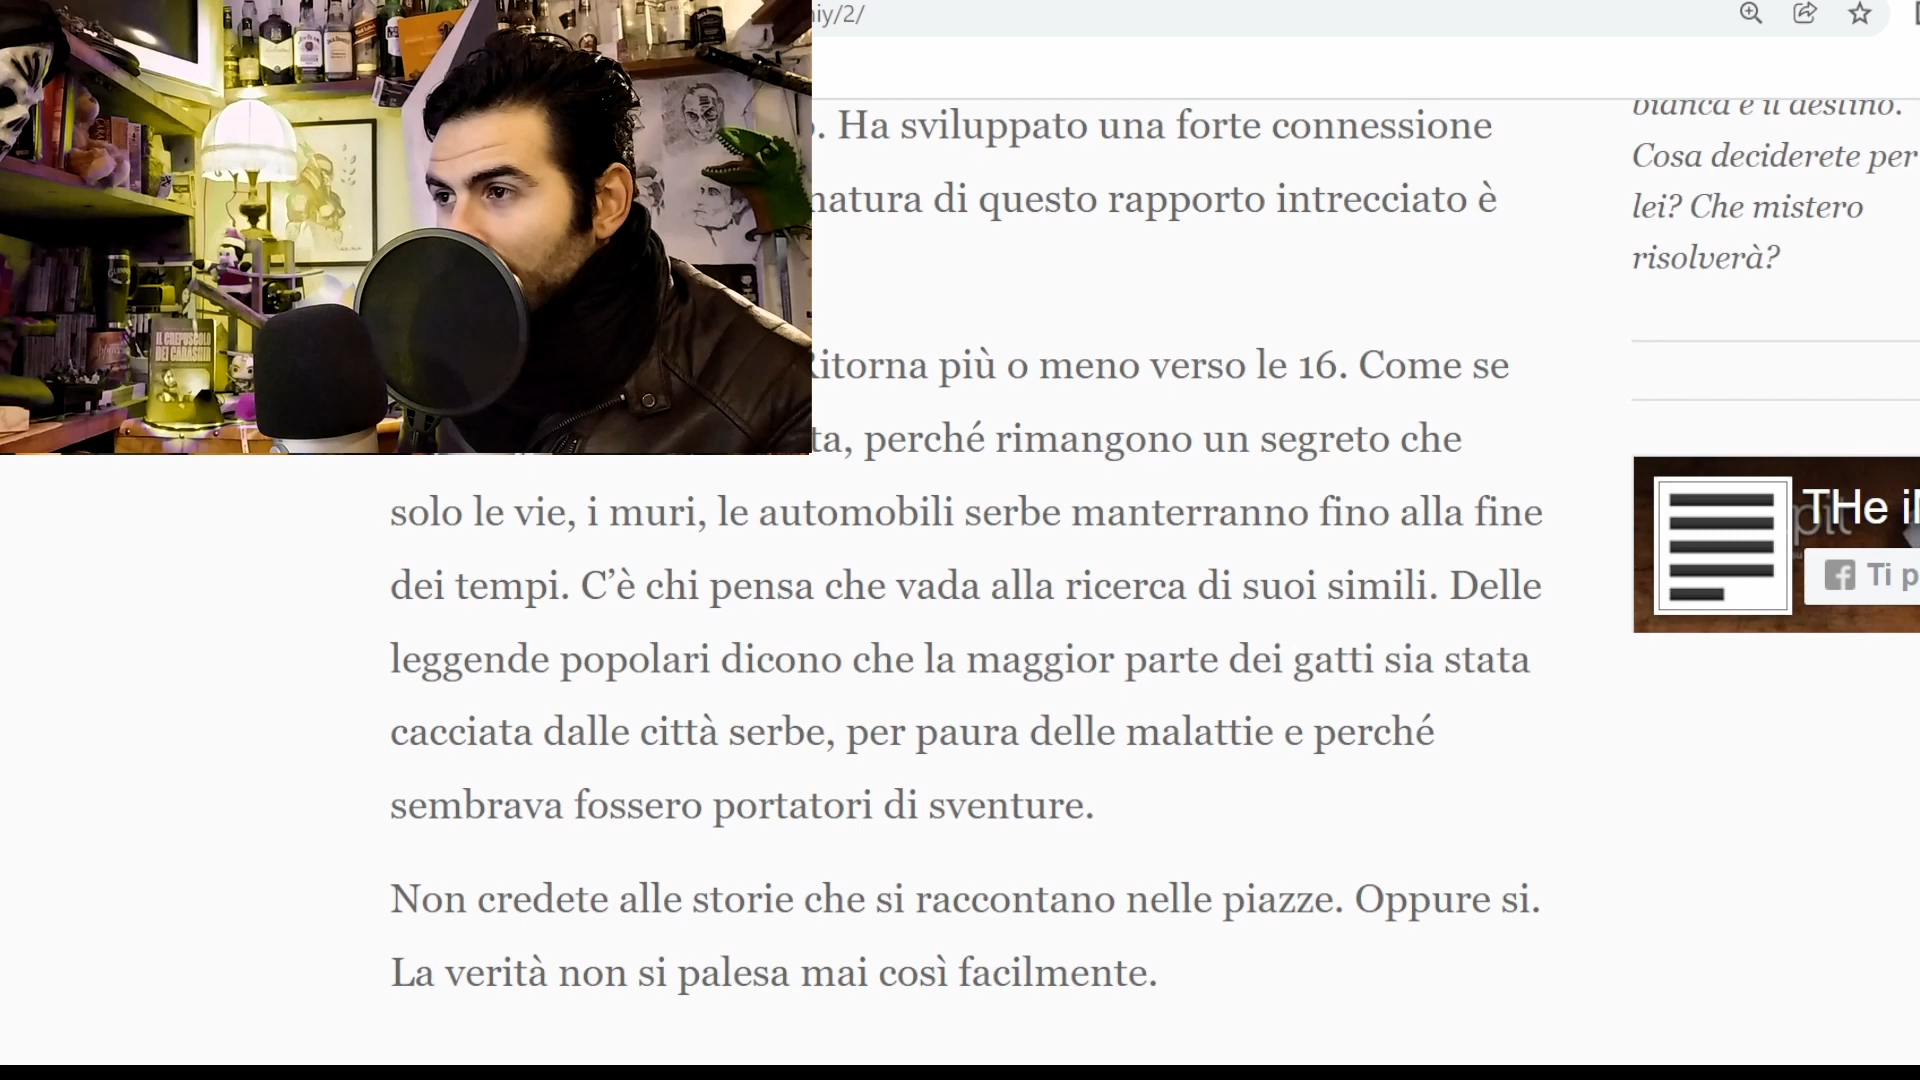 iy/2/
. Ha sviluppato una forte connessione
natura di questo rapporto intrecciato è
Ritorna più o meno verso le 16. Come se
ta, perché rimangono un segreto che
solo le vie, i muri, le automobili serbe manterranno fino alla fine
dei tempi. C’è chi pensa che vada alla ricerca di suoi simili. Delle
leggende popolari dicono che la maggior parte dei gatti sia stata
cacciata dalle città serbe, per paura delle malattie e perché
sembrava fossero portatori di sventure.
Non credete alle storie che si raccontano nelle piazze. Oppure si.
La verità non si palesa mai così facilmente.
bianca e il destino.
Cosa deciderete per
lei? Che mistero
risolverà?
THe i
Ti p
IL CREPUSCOLO
DEI CARASSIO